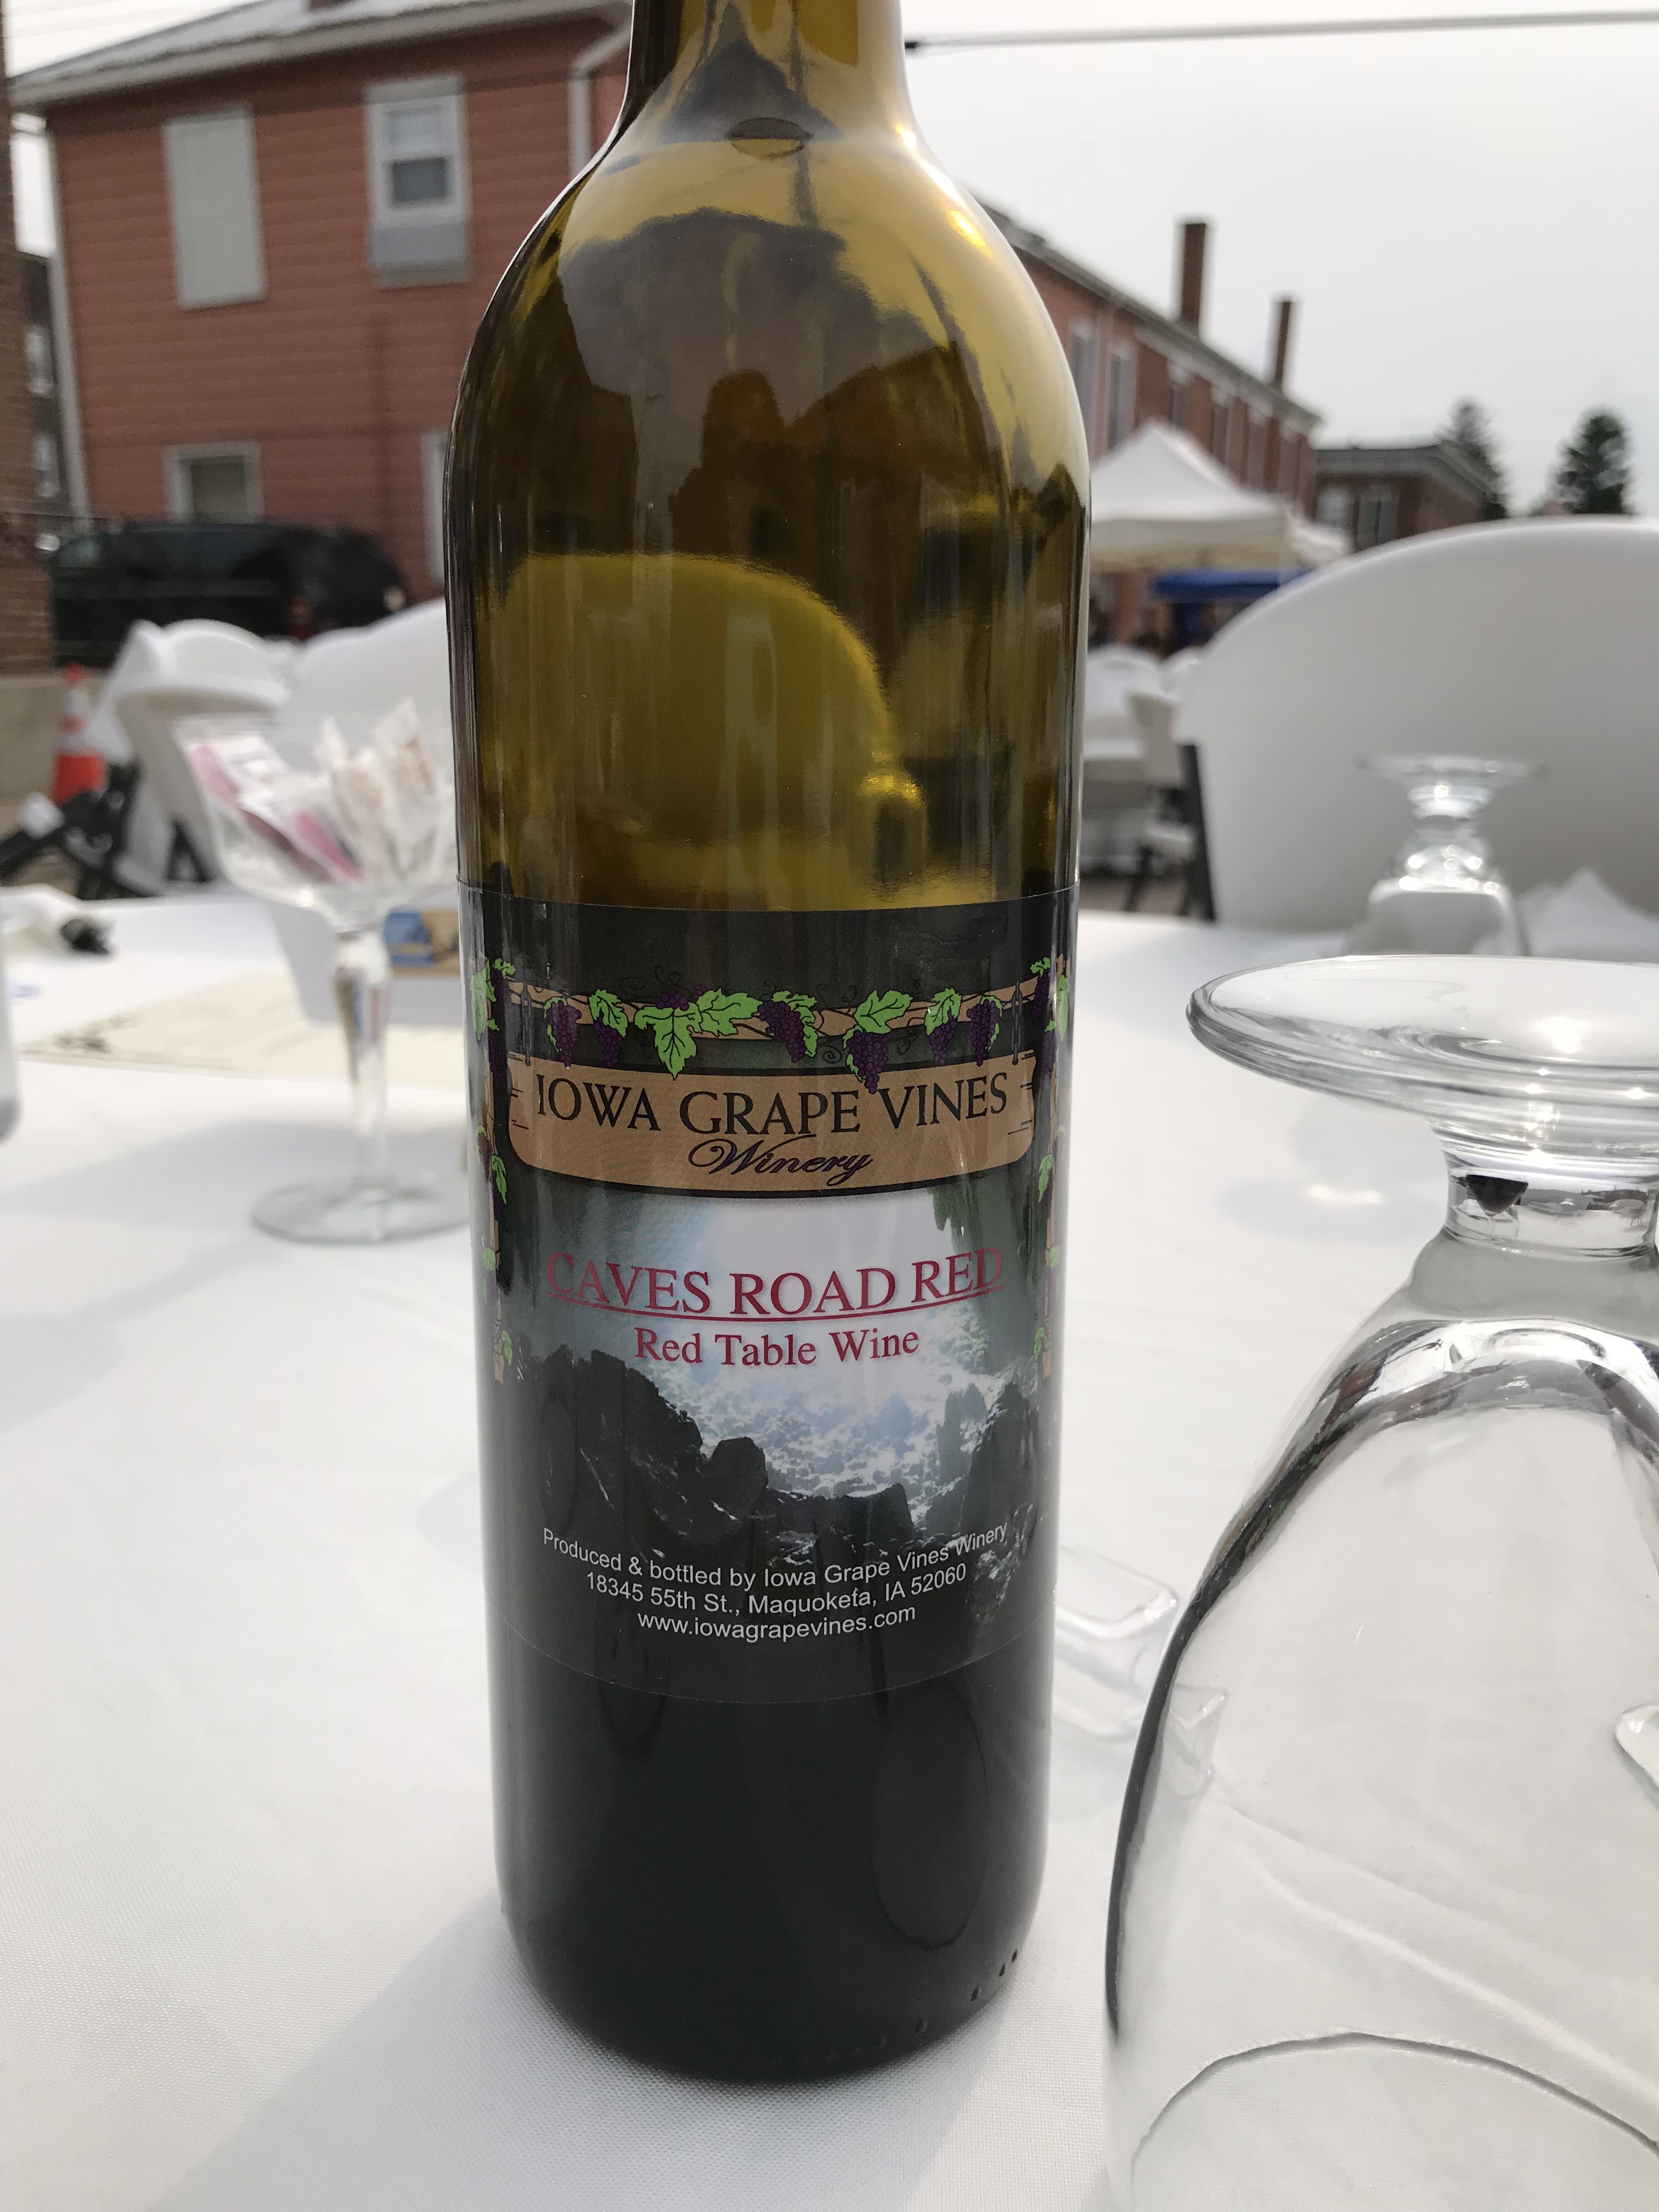 IOWA GRAPE VINES
Winery
CAVES ROAD RED
Red Table Wine
Produced & bottled by Iowa Grape Vines Winery
18345 55th St., Maquoketa, IA 52060
www.iowagrapevines.com